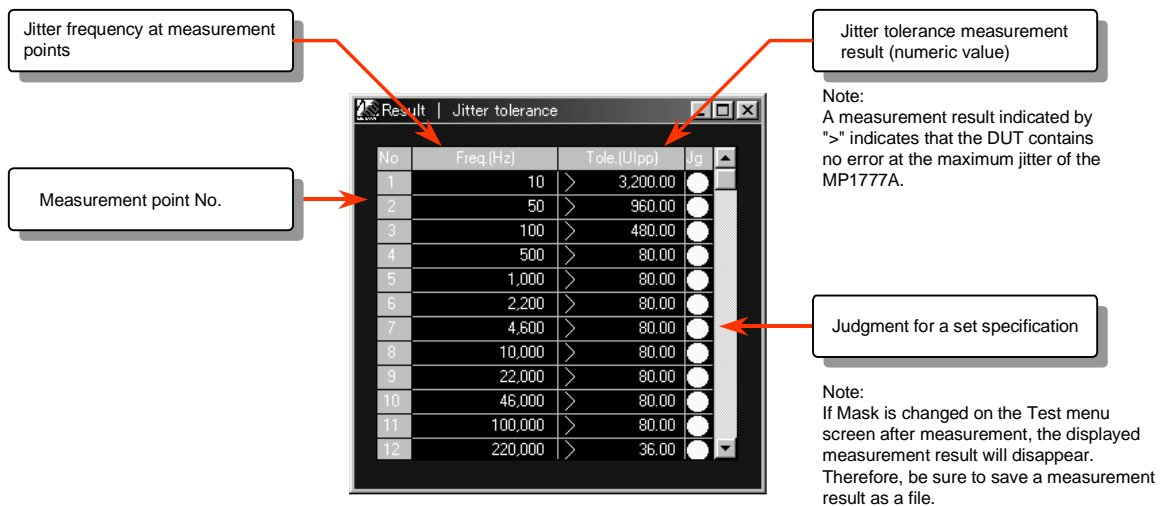 Jitter frequency at measurement
points
Jitter tolerance measurement
result (numeric value)
Note:
A measurement result indicated by
">" indicates that the DUT contains
no error at the maximum jitter of the
MP1777A.
Measurement point No.
Result | Jitter tolerance
No Freq.(Hz) Tole.(UIpp) Jg
1 10 > 3,200.00
2 50 > 960.00
3 100 > 480.00
4 500 > 80.00
5 1,000 > 80.00
6 2,200 > 80.00
7 4,600 > 80.00
8 10,000 > 80.00
9 22,000 > 80.00
10 46,000 > 80.00
11 100,000 > 80.00
12 220,000 > 36.00
Judgment for a set specification
Note:
If Mask is changed on the Test menu
screen after measurement, the displayed
measurement result will disappear.
Therefore, be sure to save a measurement
result as a file.